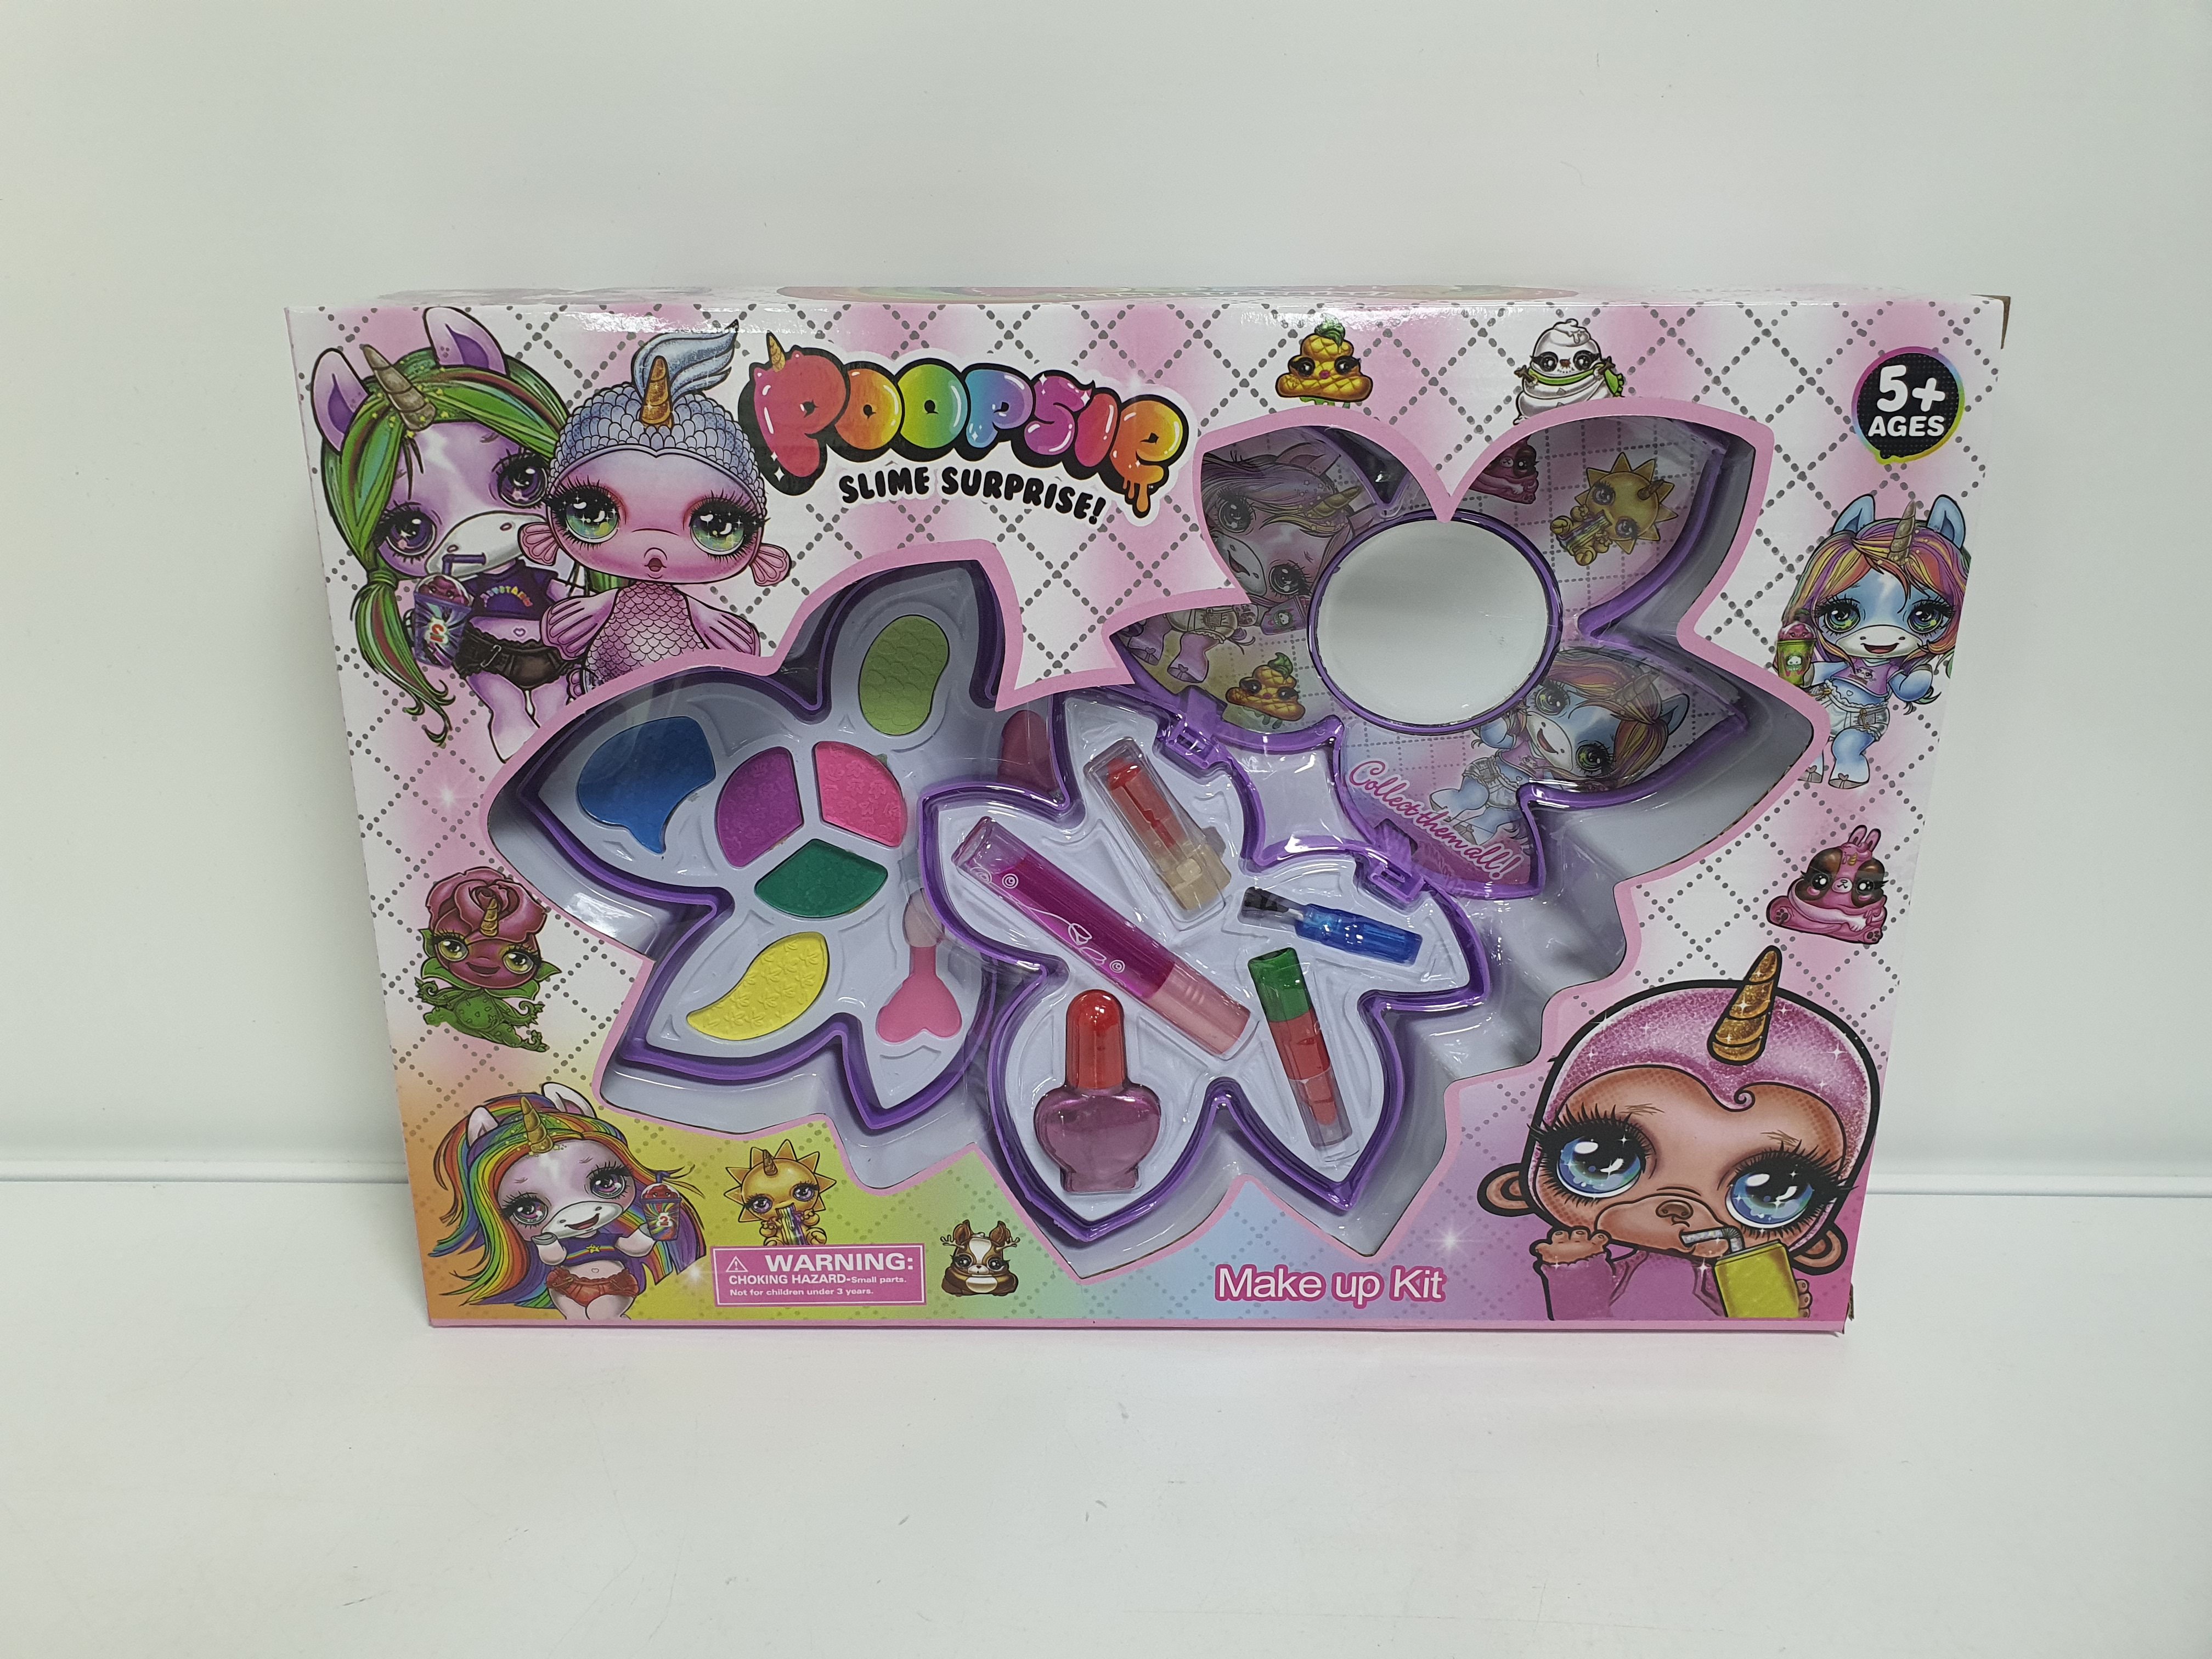 POOPSIE
SLIME SURPRISE!
5+
AGES
Collect them all!
WARNING:
CHOKING HAZARD-Small parts.
Not for children under 3 years.
Make up Kit